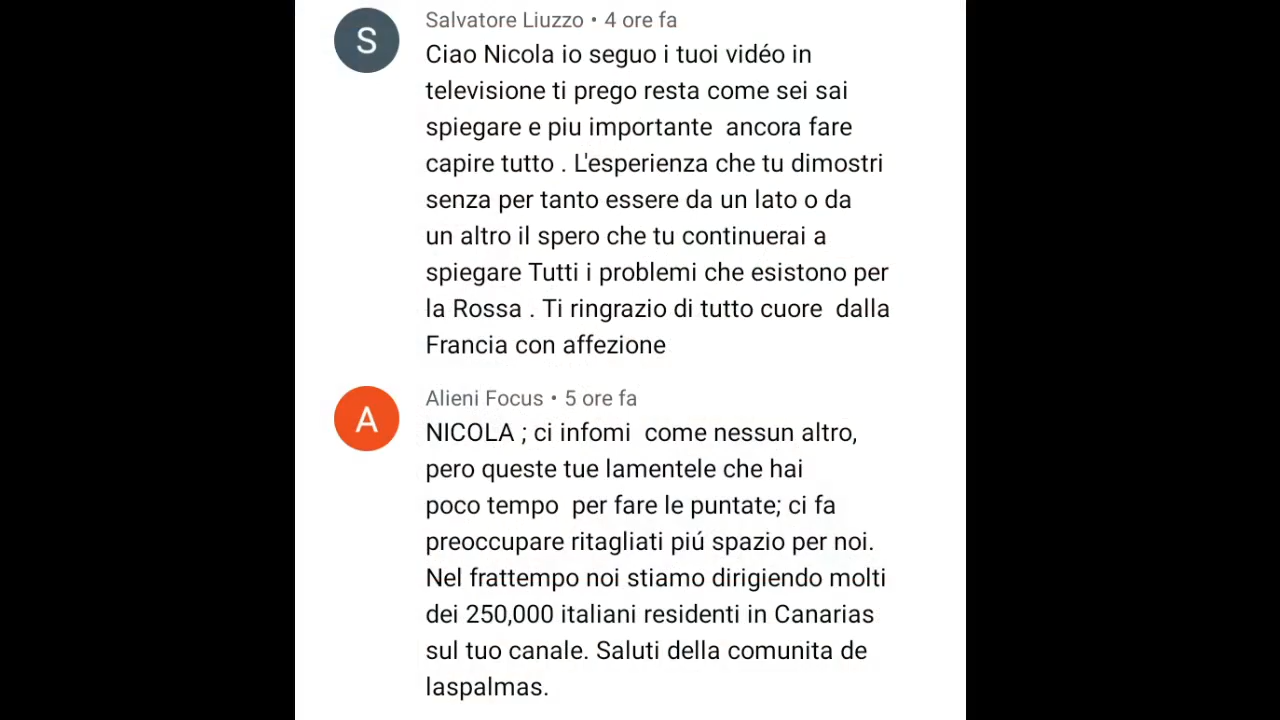 S
Salvatore Liuzzo • 4 ore fa
Ciao Nicola io seguo i tuoi vidéo in
televisione ti prego resta come sei sai
spiegare e piu importante  ancora fare
capire tutto . L'esperienza che tu dimostri
senza per tanto essere da un lato o da
un altro il spero che tu continuerai a
spiegare Tutti i problemi che esistono per
la Rossa . Ti ringrazio di tutto cuore  dalla
Francia con affezione
A
Alieni Focus • 5 ore fa
NICOLA ; ci infomi  come nessun altro,
pero queste tue lamentele che hai
poco tempo  per fare le puntate; ci fa
preoccupare ritagliati piú spazio per noi.
Nel frattempo noi stiamo dirigiendo molti
dei 250,000 italiani residenti in Canarias
sul tuo canale. Saluti della comunita de
laspalmas.